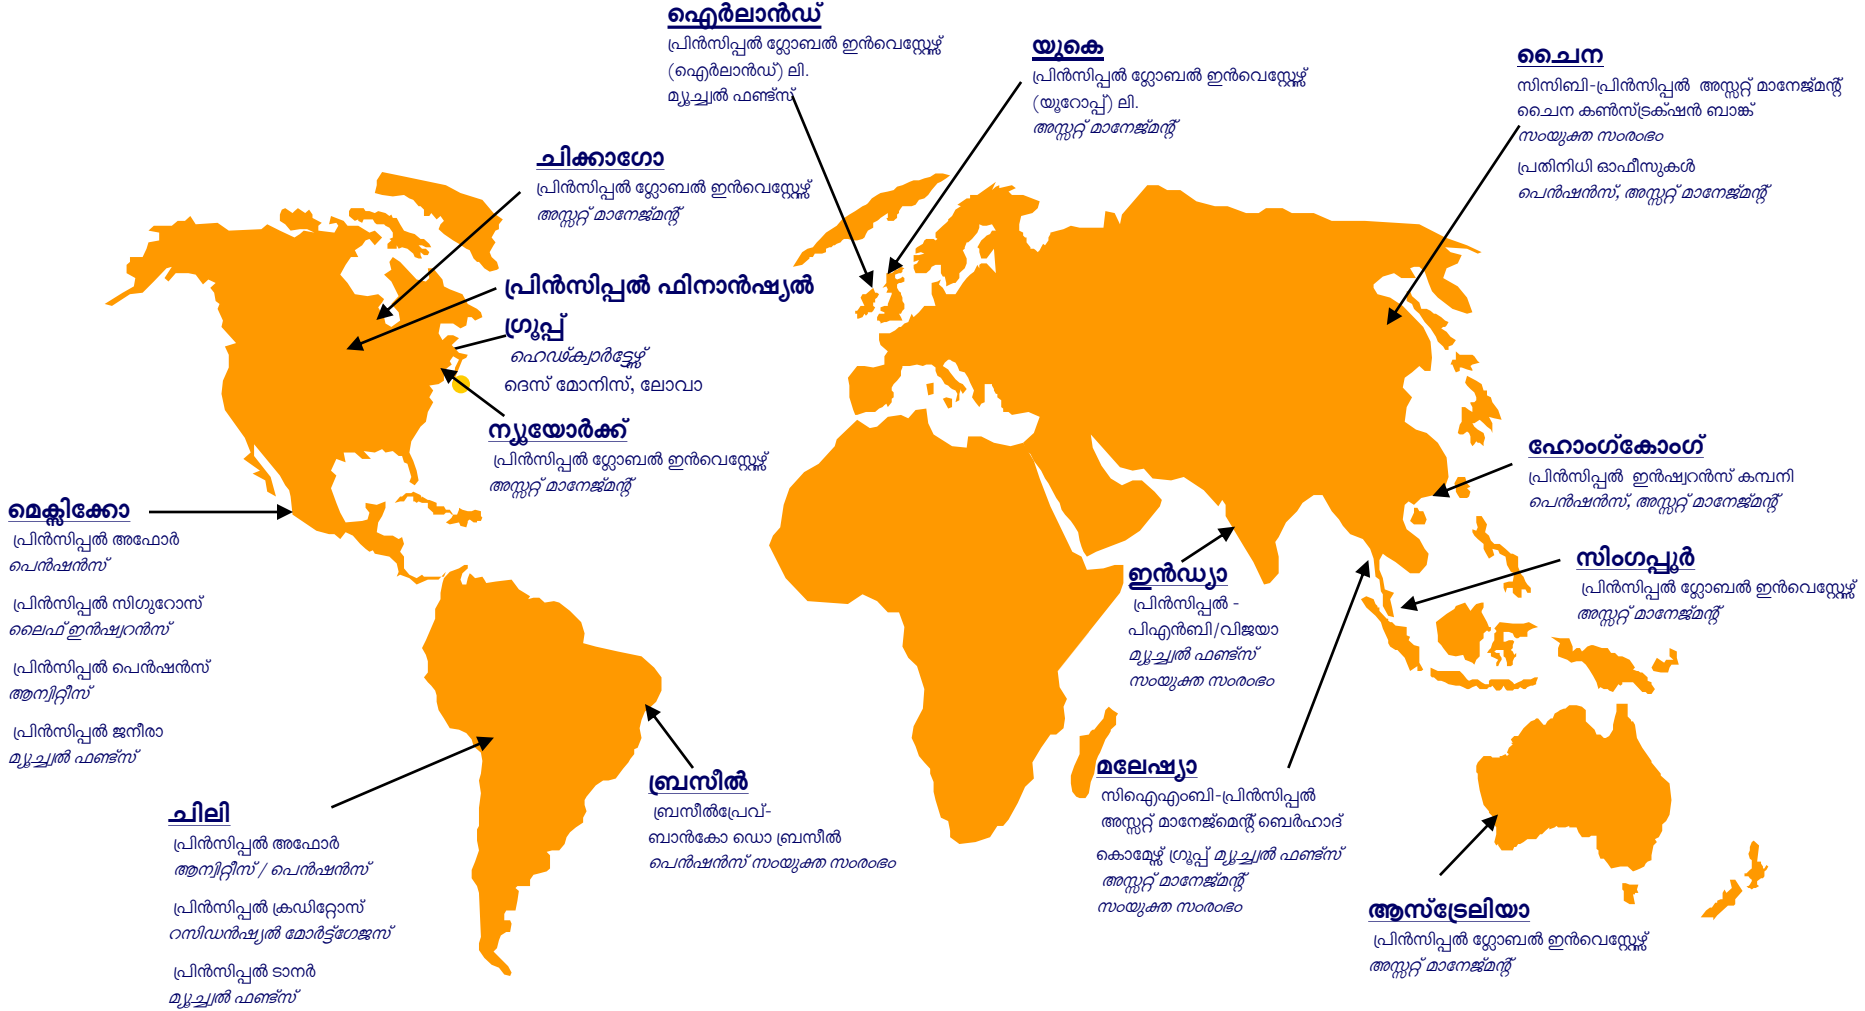 ഐർലാൻഡ്
പ്രിൻസിപ്പൽ ഗ്ലോബൽ ഇൻവെസ്റ്റേഴ്സ്
(ഐർലാൻഡ്) ലി.
മ്യൂച്ച്വൽ ഫണ്ട്സ്
യുകെ
പ്രിൻസിപ്പൽ ഗ്ലോബൽ ഇൻവെസ്റ്റേഴ്സ്
(യൂറോപ്പ്) ലി.
അസ്സറ്റ് മാനേജ്മന്റ്
ചൈന
സിസിബി-പ്രിൻസിപ്പൽ അസ്സറ്റ് മാനേജ്മന്റ്
ചൈന കൺസ്ട്രക്ഷൻ ബാങ്ക്
സംയുക്ത സംരംഭം
പ്രതിനിധി ഓഫീസുകൾ
പെൻഷൻസ്, അസ്സറ്റ് മാനേജ്മന്റ്
ചിക്കാഗോ
പ്രിൻസിപ്പൽ ഗ്ലോബൽ ഇൻവെസ്റ്റേഴ്സ്
അസ്സറ്റ് മാനേജ്മന്റ്
പ്രിൻസിപ്പൽ ഫിനാൻഷ്യൽ
ഗ്രൂപ്പ്
ഹെഡ്ക്വാർട്ടേഴ്സ്
ദെസ് മോനിസ്, ലോവാ
ന്യൂയോർക്ക്
പ്രിൻസിപ്പൽ ഗ്ലോബൽ ഇൻവെസ്റ്റേഴ്സ്
അസ്സറ്റ് മാനേജ്മന്റ്
ഹോംഗ്കോംഗ്
പ്രിൻസിപ്പൽ ഇൻഷ്വറൻസ് കമ്പനി
പെൻഷൻസ്, അസ്സറ്റ് മാനേജ്മന്റ്
മെക്സിക്കോ
പ്രിൻസിപ്പൽ അഫോർ
പെൻഷൻസ്
പ്രിൻസിപ്പൽ സിഗുറോസ്
ലൈഫ് ഇൻഷ്വറൻസ്
പ്രിൻസിപ്പൽ പെൻഷൻസ്
ആന്വിറ്റീസ്
പ്രിൻസിപ്പൽ ജനീരാ
മ്യൂച്ച്വൽ ഫണ്ട്സ്
സിംഗപ്പൂർ
പ്രിൻസിപ്പൽ ഗ്ലോബൽ ഇൻവെസ്റ്റേഴ്സ്
അസ്സറ്റ് മാനേജ്മന്റ്
ഇൻഡ്യാ
പ്രിൻസിപ്പൽ -
പിഎൻബി/വിജയാ
മ്യൂച്ച്വൽ ഫണ്ട്സ്
സംയുക്ത സംരംഭം
മലേഷ്യാ
സിഐഎംബി-പ്രിൻസിപ്പൽ
അസ്സറ്റ് മാനേജ്മെന്റ് ബെർഹാദ്
കൊമേഴ്സ് ഗ്രൂപ്പ് മ്യൂച്ച്വൽ ഫണ്ട്സ്
അസ്സറ്റ് മാനേജ്മന്റ്
സംയുക്ത സംരംഭം
ബ്രസീൽ
ബ്രസീൽപ്രേവ്-
ബാൻകോ ഡൊ ബ്രസീൽ
പെൻഷൻസ് സംയുക്ത സംരംഭം
ചിലി
പ്രിൻസിപ്പൽ അഫോർ
ആന്വിറ്റീസ് / പെൻഷൻസ്
പ്രിൻസിപ്പൽ ക്രഡിറ്റോസ്
റസിഡൻഷ്യൽ മോർട്ട്ഗേജസ്
പ്രിൻസിപ്പൽ ടാനർ
മ്യൂച്ച്വൽ ഫണ്ട്സ്
ആസ്ട്രേലിയാ
പ്രിൻസിപ്പൽ ഗ്ലോബൽ ഇൻവെസ്റ്റേഴ്സ്
അസ്സറ്റ് മാനേജ്മന്റ്